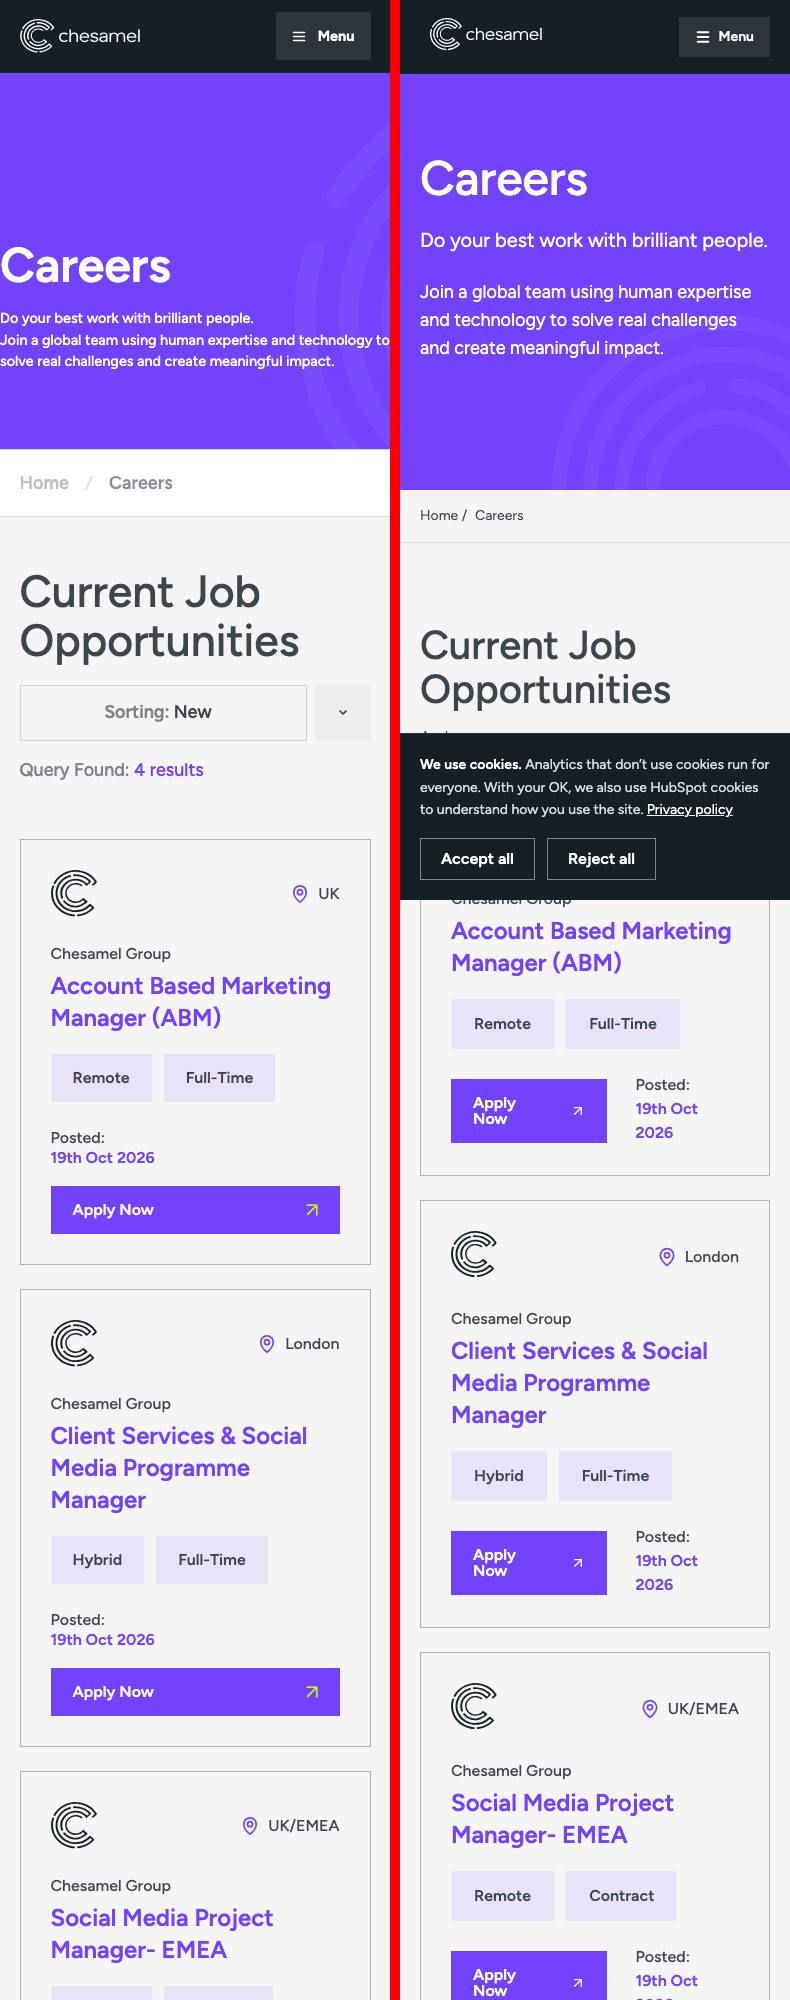 chesamel
Menu
Careers
Do your best work with brilliant people.
Join a global team using human expertise and technology to
solve real challenges and create meaningful impact.
Home / Careers
Current Job
Opportunities
Sorting: New
Query Found: 4 results
UK
Chesamel Group
Account Based Marketing
Manager (ABM)
Remote Full-Time
Posted:
19th Oct 2026
Apply Now
London
Chesamel Group
Client Services & Social
Media Programme
Manager
Hybrid Full-Time
Posted:
19th Oct 2026
Apply Now
UK/EMEA
Chesamel Group
Social Media Project
Manager- EMEA
chesamel
Menu
Careers
Do your best work with brilliant people.
Join a global team using human expertise
and technology to solve real challenges
and create meaningful impact.
Home / Careers
Current Job
Opportunities
We use cookies. Analytics that don’t use cookies run for
everyone. With your OK, we also use HubSpot cookies
to understand how you use the site. Privacy policy
Accept all Reject all
Chesamel Group
Account Based Marketing
Manager (ABM)
Remote Full-Time
Apply
Now
Posted:
19th Oct
2026
London
Chesamel Group
Client Services & Social
Media Programme
Manager
Hybrid Full-Time
Apply
Now
Posted:
19th Oct
2026
UK/EMEA
Chesamel Group
Social Media Project
Manager- EMEA
Remote Contract
Apply
Now
Posted:
19th Oct